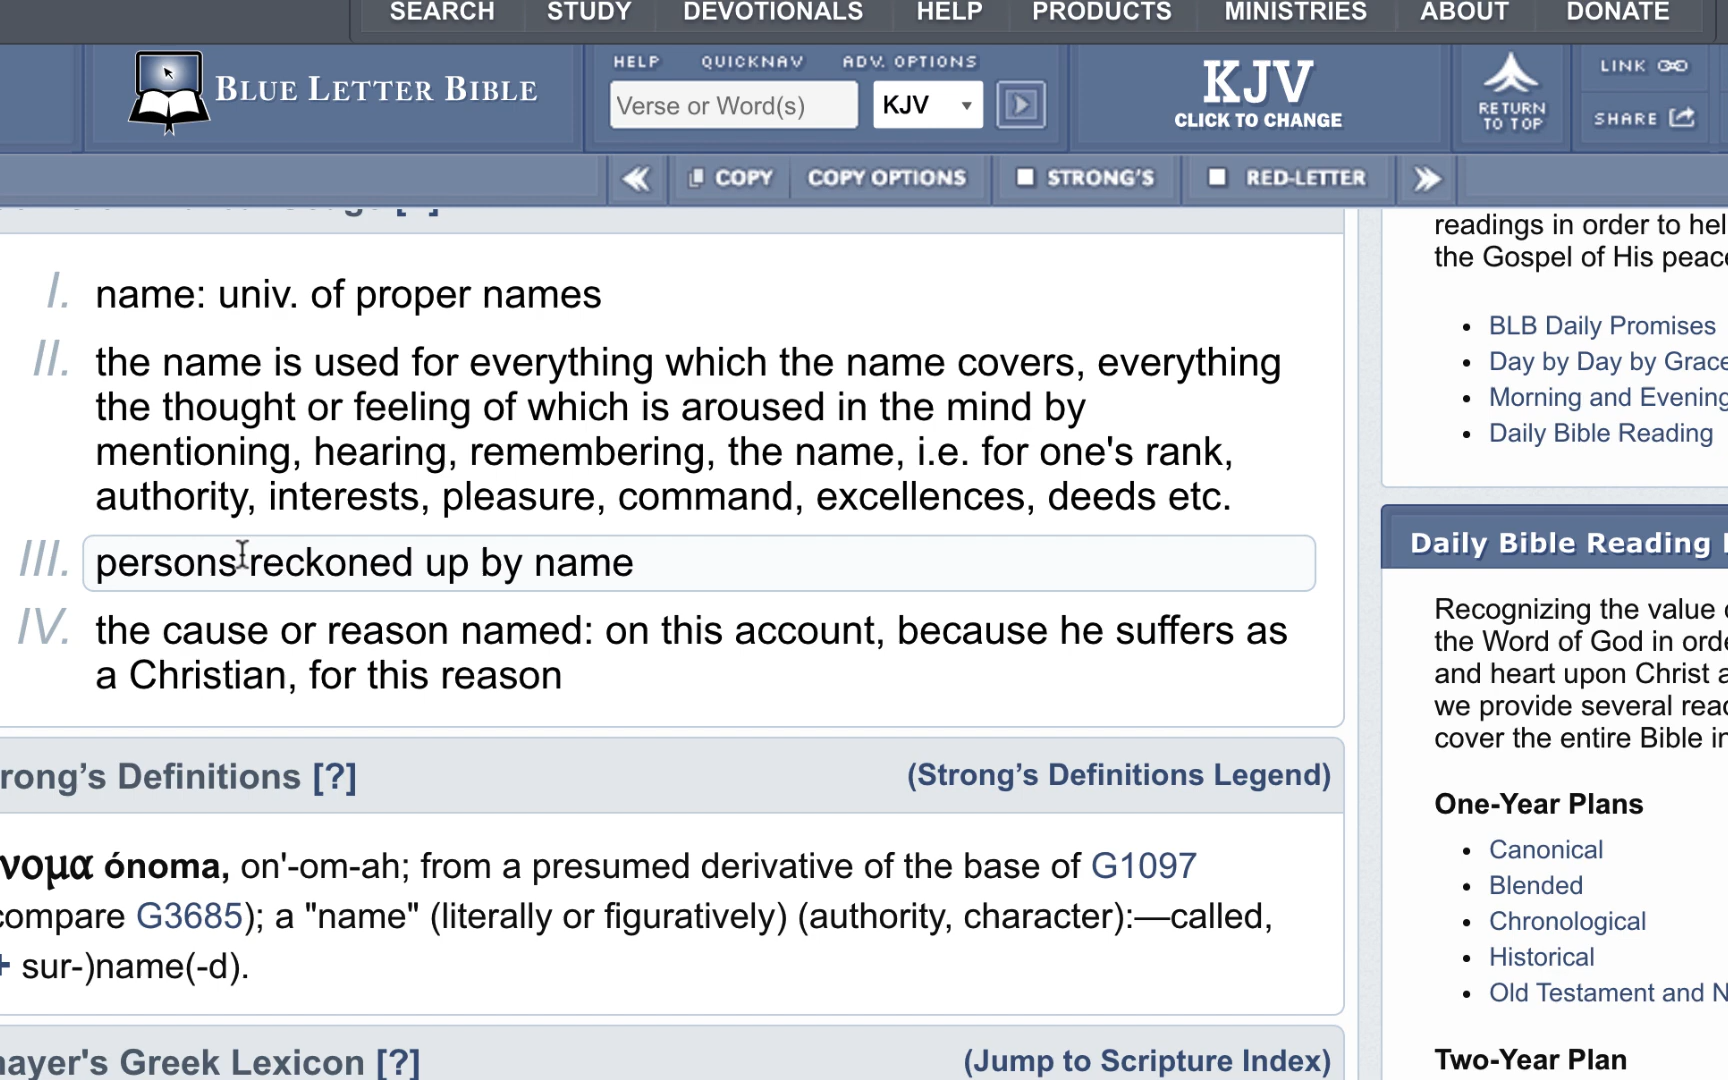 SEARCH STUDY DEVOTIONALS HELP PRODUCTS MINISTRIES ABOUT DONATE
BLUE LETTER BIBLE
HELP QUICKNAV ADV. OPTIONS
Verse or Word(s) KJV
KJV
CLICK TO CHANGE
RETURN
TO TOP
LINK
SHARE
COPY COPY OPTIONS STRONG'S RED-LETTER
I. name: univ. of proper names
II. the name is used for everything which the name covers, everything
the thought or feeling of which is aroused in the mind by
mentioning, hearing, remembering, the name, i.e. for one's rank,
authority, interests, pleasure, command, excellences, deeds etc.
III. persons reckoned up by name
IV. the cause or reason named: on this account, because he suffers as
a Christian, for this reason
rong’s Definitions [?] (Strong’s Definitions Legend)
νομα ónoma, on'-om-ah; from a presumed derivative of the base of G1097
compare G3685); a "name" (literally or figuratively) (authority, character):—called,
+ sur-)name(-d).
hayer's Greek Lexicon [?] (Jump to Scripture Index)
readings in order to hel
the Gospel of His peace
• BLB Daily Promises
• Day by Day by Grace
• Morning and Evening
• Daily Bible Reading
Daily Bible Reading
Recognizing the value
the Word of God in orde
and heart upon Christ a
we provide several read
cover the entire Bible in
One-Year Plans
• Canonical
• Blended
• Chronological
• Historical
• Old Testament and N
Two-Year Plan